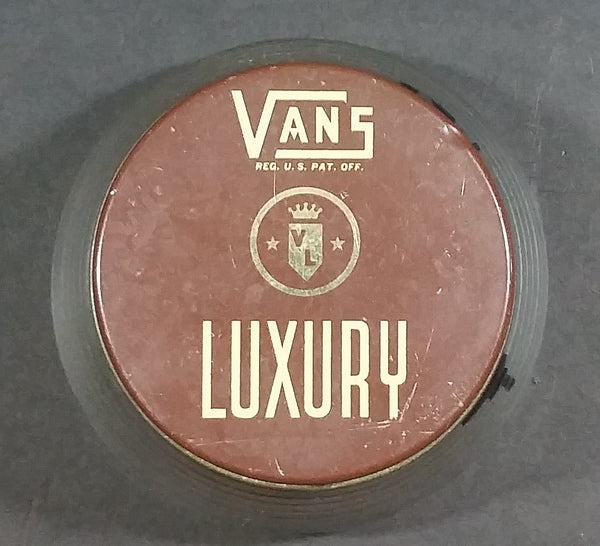 VANS
REG. U.S. PAT. OFF.
VL
LUXURY